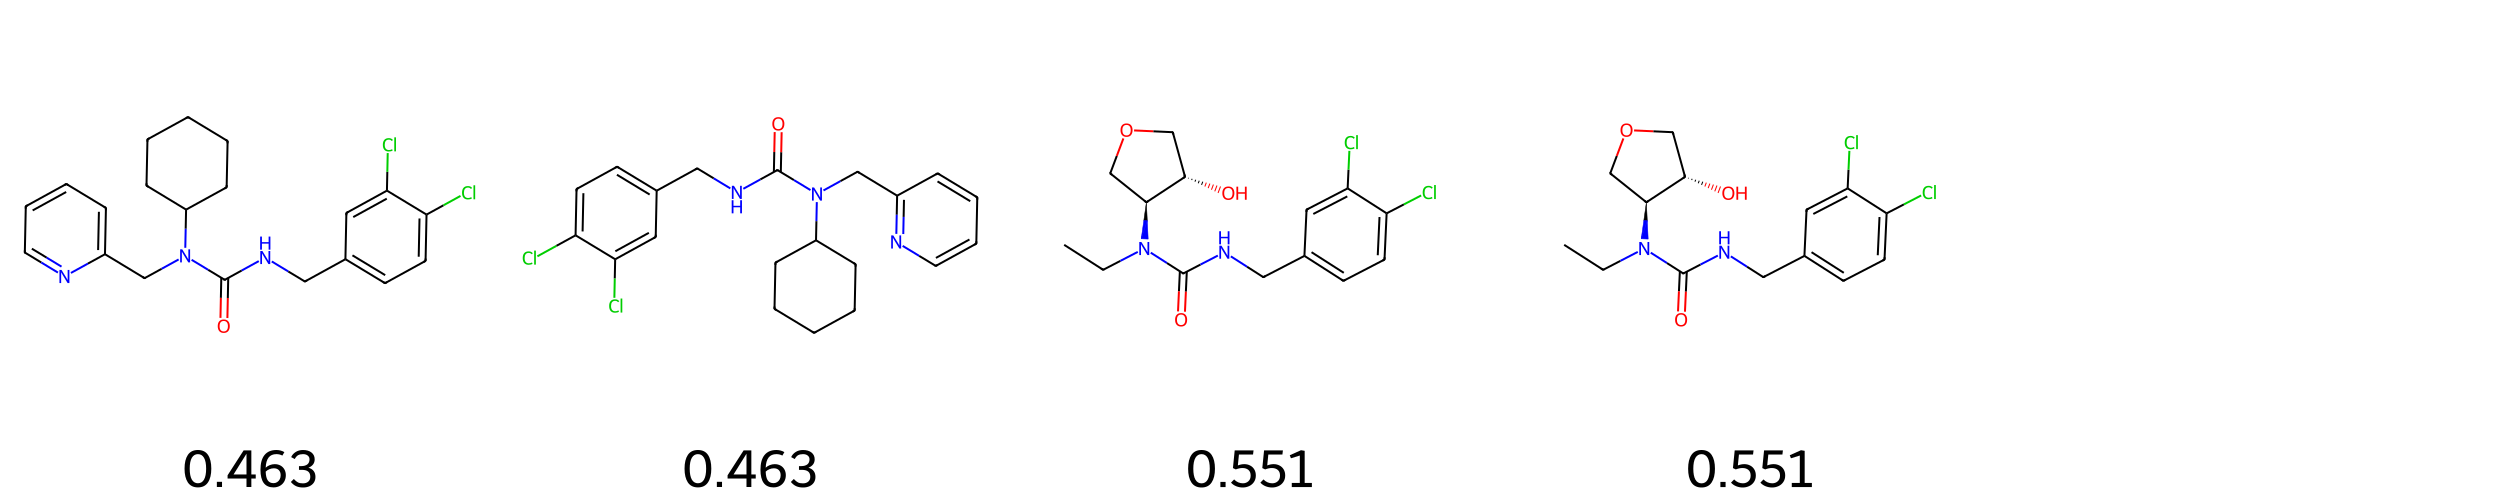 O Cl Cl N H N N O
Cl Cl N H O N N
O OH N H N O Cl Cl
O OH N H N O Cl Cl
0.463 0.463 0.551 0.551